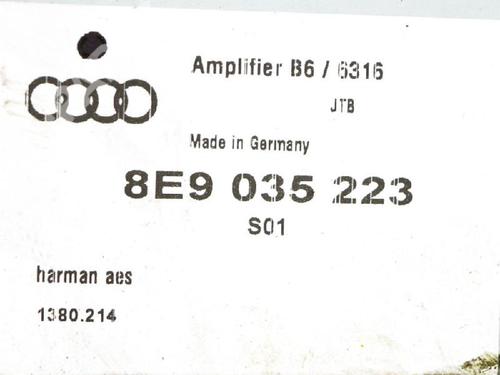 Amplifier B6 / 6316
JTB
Made in Germany
8E9 035 223
S01
harman aes
1380.214